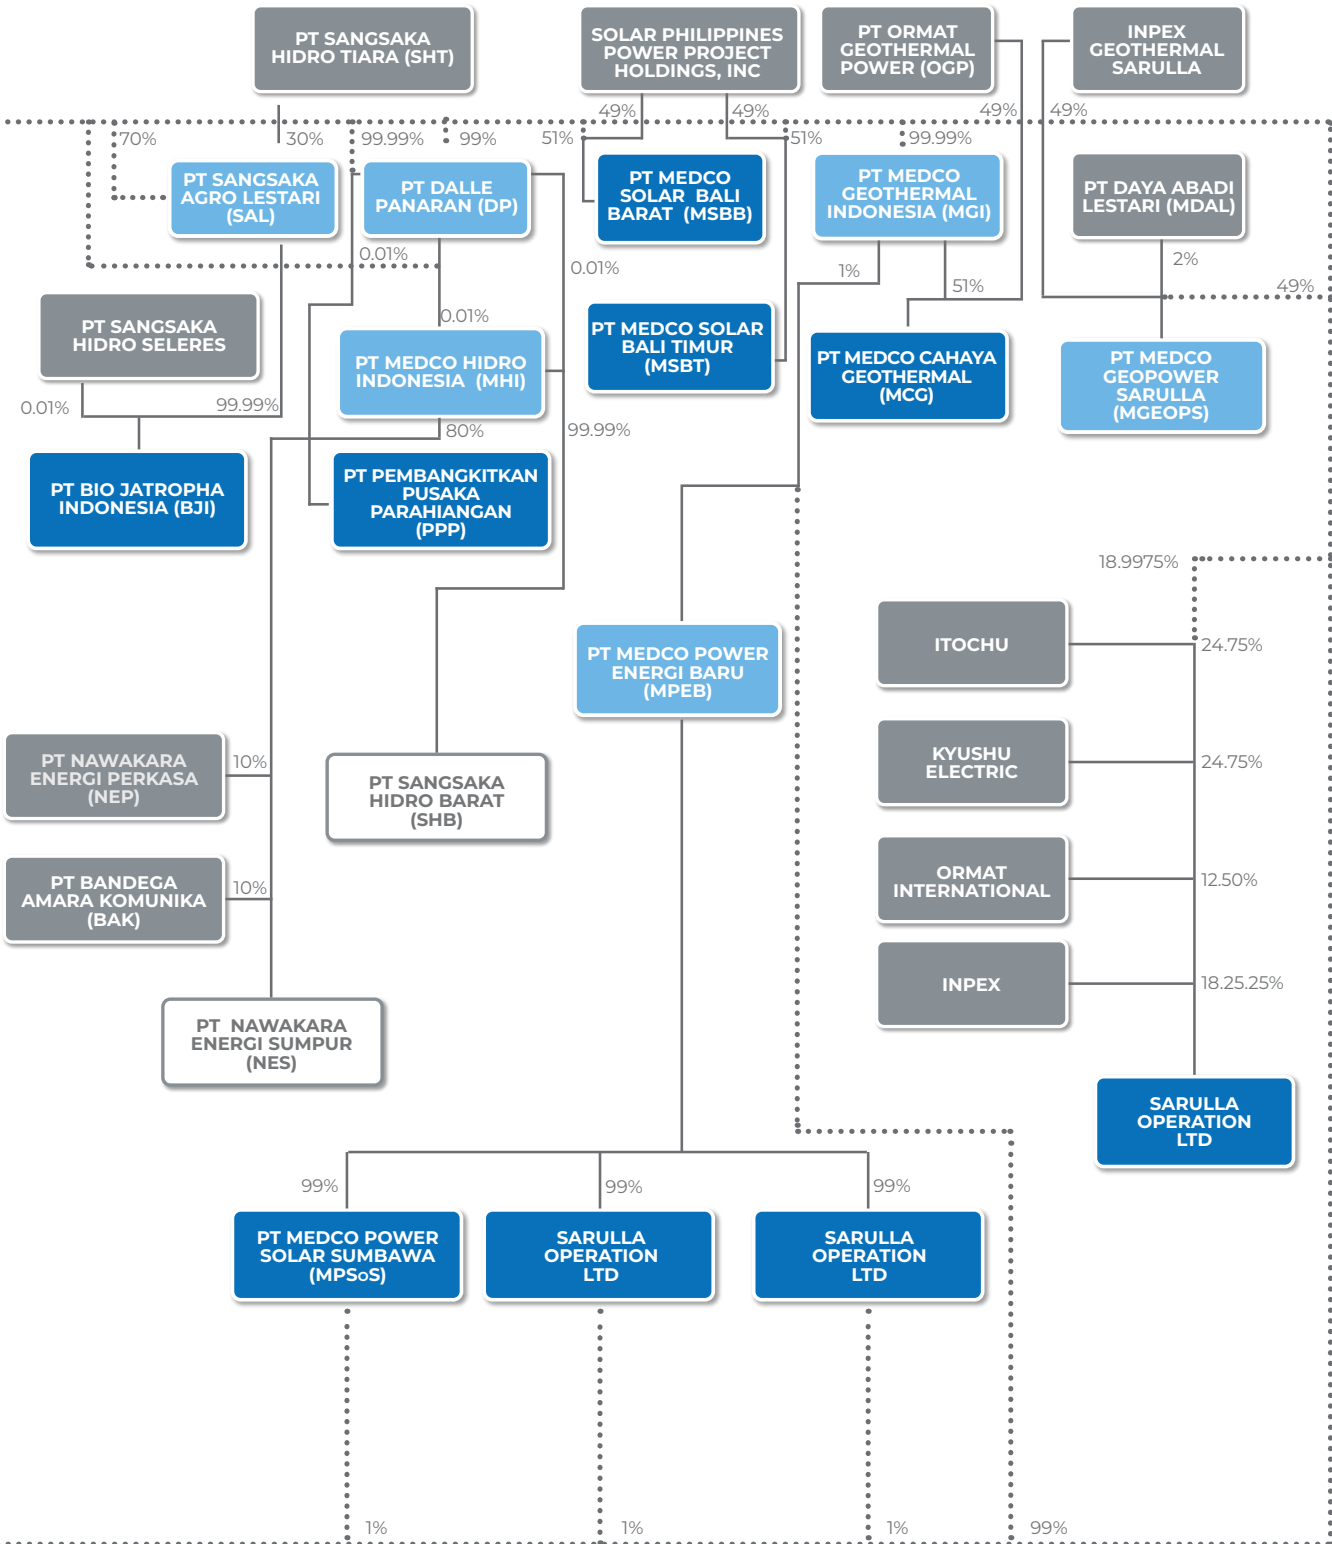 PT SANGSAKA
HIDRO TIARA (SHT)
SOLAR PHILIPPINES
POWER PROJECT
HOLDINGS, INC
PT ORMAT
GEOTHERMAL
POWER (OGP)
INPEX
GEOTHERMAL
SARULLA
49%
49%
49%
49%
70%
30%
99.99%
99%
51%
51%
99.99%
PT SANGSAKA
AGRO LESTARI
(SAL)
PT DALLE
PANARAN (DP)
PT MEDCO
SOLAR BALI
BARAT (MSBB)
PT MEDCO
GEOTHERMAL
INDONESIA (MGI)
PT DAYA ABADI
LESTARI (MDAL)
0.01%
0.01%
1%
51%
2%
49%
PT SANGSAKA
HIDRO SELERES
0.01%
PT MEDCO HIDRO
INDONESIA (MHI)
PT MEDCO SOLAR
BALI TIMUR
(MSBT)
PT MEDCO CAHAYA
GEOTHERMAL
(MCG)
PT MEDCO
GEOPOWER
SARULLA
(MGEOPS)
0.01%
99.99%
80%
99.99%
PT BIO JATROPHA
INDONESIA (BJI)
PT PEMBANGKITKAN
PUSAKA
PARAHIANGAN
(PPP)
18.9975%
ITOCHU
24.75%
PT MEDCO POWER
ENERGI BARU
(MPEB)
PT NAWAKARA
ENERGI PERKASA
(NEP)
10%
PT SANGSAKA
HIDRO BARAT
(SHB)
KYUSHU
ELECTRIC
24.75%
PT BANDEGA
AMARA KOMUNIKA
(BAK)
10%
ORMAT
INTERNATIONAL
12.50%
INPEX
18.25.25%
PT NAWAKARA
ENERGI SUMPUR
(NES)
SARULLA
OPERATION
LTD
99%
99%
99%
PT MEDCO POWER
SOLAR SUMBAWA
(MPSoS)
SARULLA
OPERATION
LTD
SARULLA
OPERATION
LTD
1%
1%
1%
99%